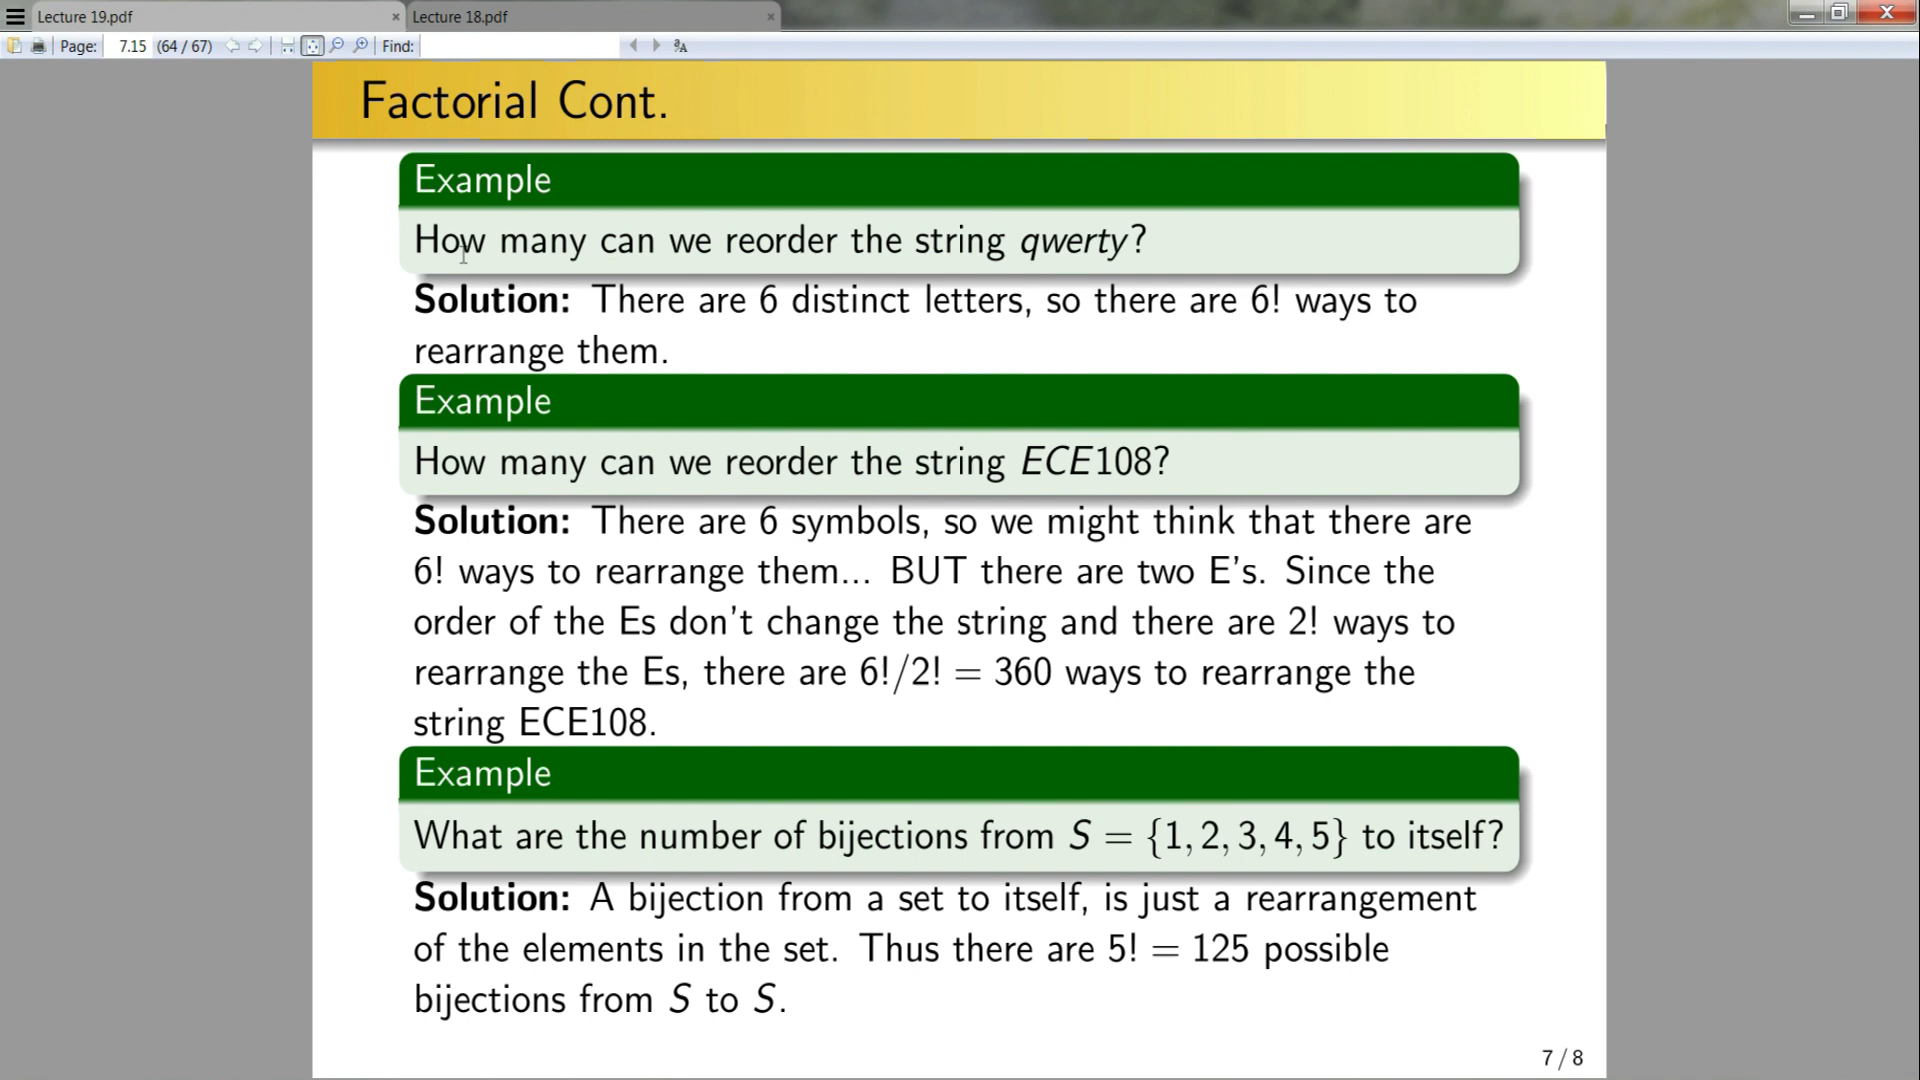 Lecture 19.pdf
Lecture 18.pdf
Page: 7.15 (64 / 67) Find:
Factorial Cont.
Example
How many can we reorder the string qwerty?
Solution: There are 6 distinct letters, so there are 6! ways to
rearrange them.
Example
How many can we reorder the string ECE108?
Solution: There are 6 symbols, so we might think that there are
6! ways to rearrange them... BUT there are two E's. Since the
order of the Es don't change the string and there are 2! ways to
rearrange the Es, there are 6!/2! = 360 ways to rearrange the
string ECE108.
Example
What are the number of bijections from S = {1, 2, 3, 4, 5} to itself?
Solution: A bijection from a set to itself, is just a rearrangement
of the elements in the set. Thus there are 5! = 125 possible
bijections from S to S.
7 / 8